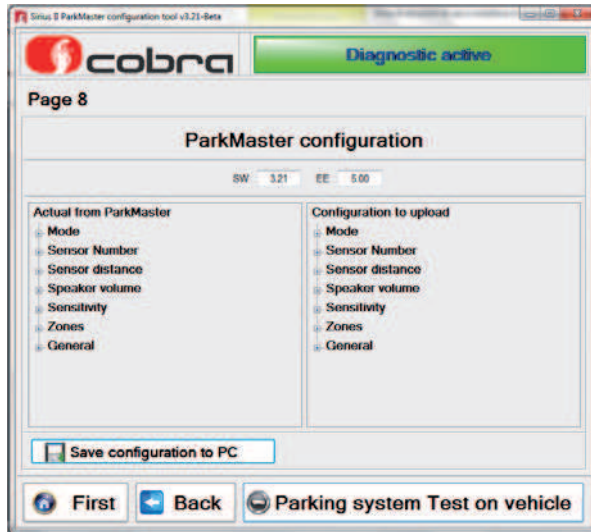 Sirius II ParkMaster configuration tool v3.21-Beta
cobra
Diagnostic active
Page 8
ParkMaster configuration
SW 3.21 EE 5.00
Actual from ParkMaster
Mode
Sensor Number
Sensor distance
Speaker volume
Sensitivity
Zones
General
Configuration to upload
Mode
Sensor Number
Sensor distance
Speaker volume
Sensitivity
Zones
General
Save configuration to PC
First
Back
Parking system Test on vehicle